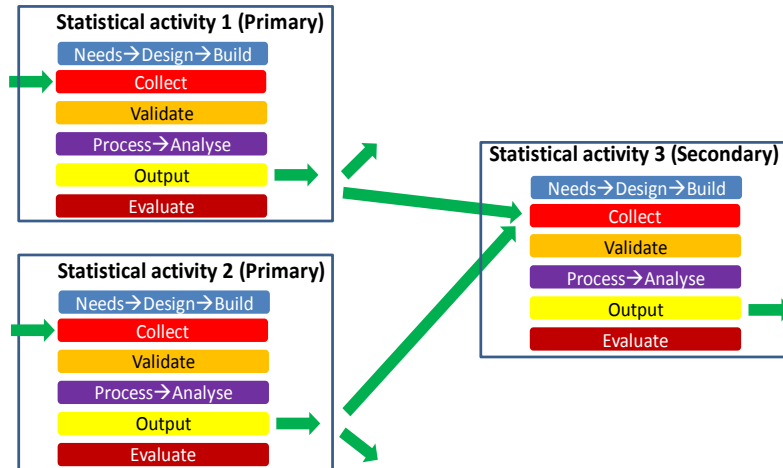 Statistical activity 1 (Primary)
Needs→Design→Build
Collect
Validate
Process→Analyse
Output
Evaluate
Statistical activity 2 (Primary)
Needs→Design→Build
Collect
Validate
Process→Analyse
Output
Evaluate
Statistical activity 3 (Secondary)
Needs→Design→Build
Collect
Validate
Process→Analyse
Output
Evaluate